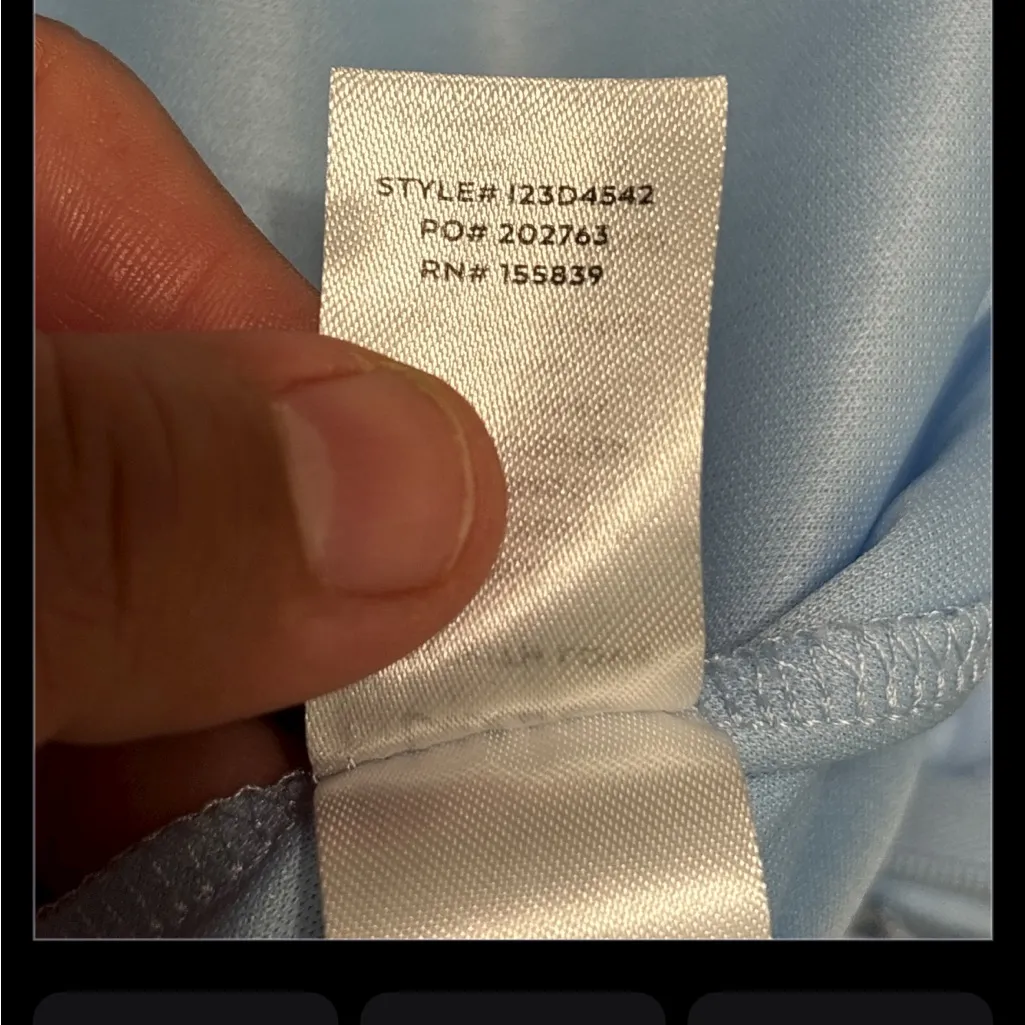 STYLE# I23D4542
PO# 202763
RN# 155839